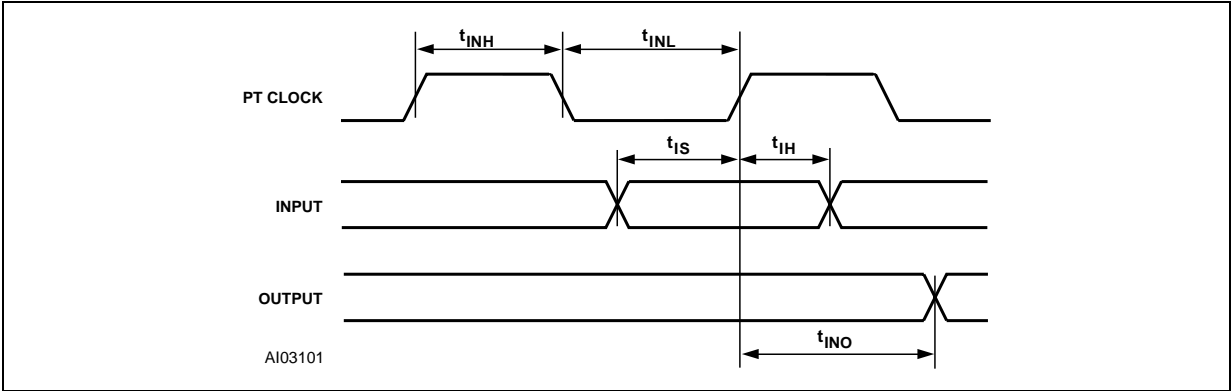 tINH
tINL
PT CLOCK
tIS
tIH
INPUT
OUTPUT
tINO
AI03101